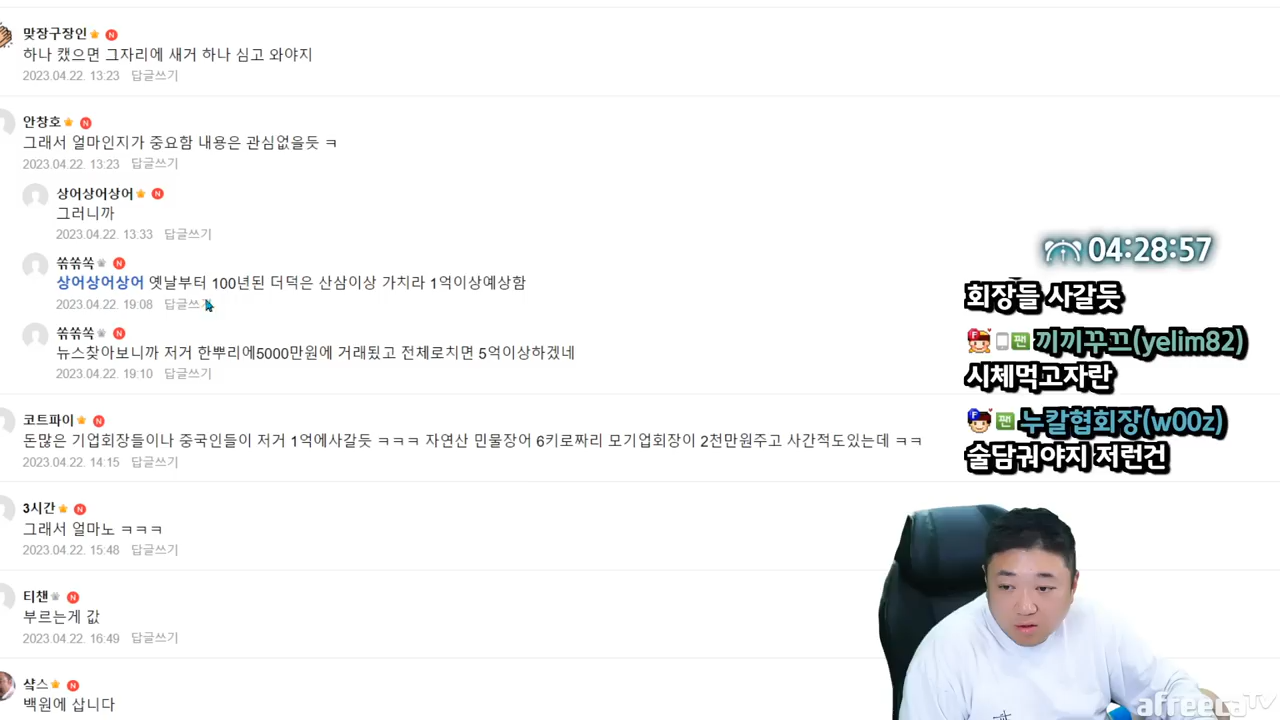 맞장구장인 N
하나 캤으면 그자리에 새거 하나 심고 와야지
2023.04.22. 13:23 답글쓰기
안창호 N
그래서 얼마인지가 중요함 내용은 관심없을듯 ㅋ
2023.04.22. 13:23 답글쓰기
상어상어상어 N
그러니까
2023.04.22. 13:33 답글쓰기
쏚쏚쏙 N
상어상어상어 옛날부터 100년된 더덕은 산삼이상 가치라 1억이상예상함
2023.04.22. 19:08 답글쓰기
쏚쏚쏙 N
뉴스찾아보니까 저거 한뿌리에5000만원에 거래됬고 전체로치면 5억이상하겠네
2023.04.22. 19:10 답글쓰기
코트파이 N
돈많은 기업회장들이나 중국인들이 저거 1억에사갈듯 ㅋㅋㅋ 자연산 민물장어 6키로짜리 모기업회장이 2천만원주고 사간적도있는데 ㅋㅋ
2023.04.22. 14:15 답글쓰기
3시간 N
그래서 얼마노 ㅋㅋㅋ
2023.04.22. 15:48 답글쓰기
티챈 N
부르는게 값
2023.04.22. 16:49 답글쓰기
샄스 N
백원에 삽니다
04:28:57
회장들 사갈듯
팬 끼끼꾸끄(yelim82)
시체먹고자란
팬 누칼협회장(w00z)
술담궈야지 저런건
afreecaTV